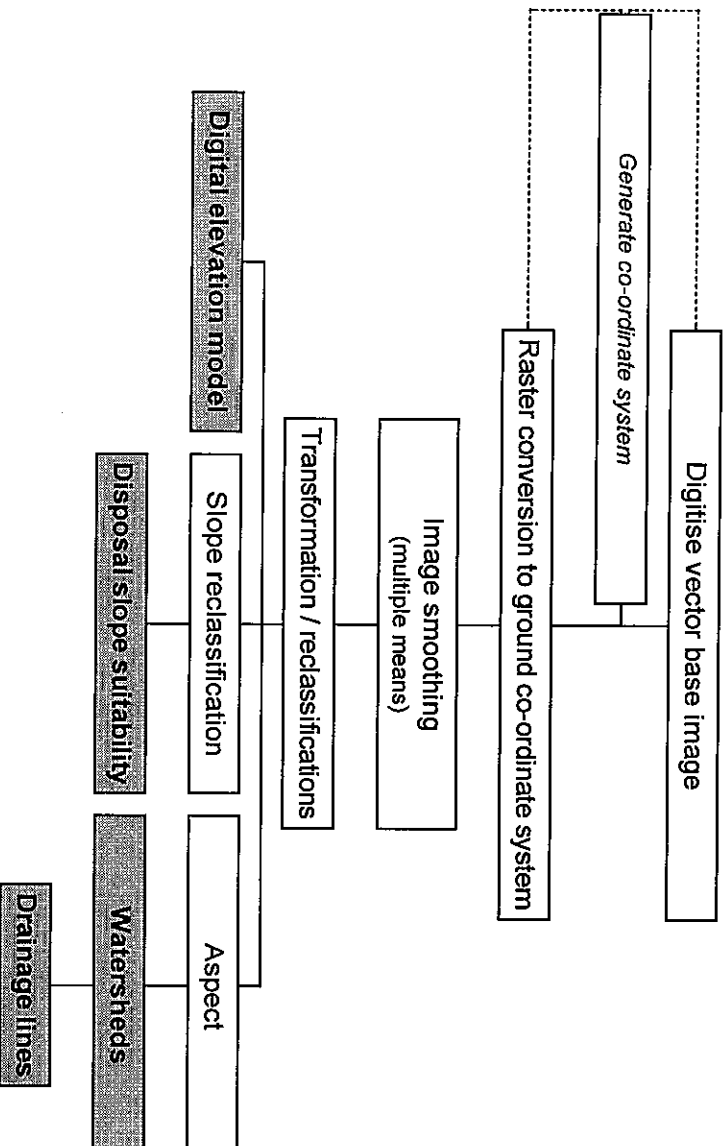 Digitise vector base image
Generate co-ordinate system
Raster conversion to ground co-ordinate system
Image smoothing
(multiple means)
Transformation / reclassifications
Digital elevation model
Slope reclassification
Aspect
Disposal slope suitability
Watersheds
Drainage lines